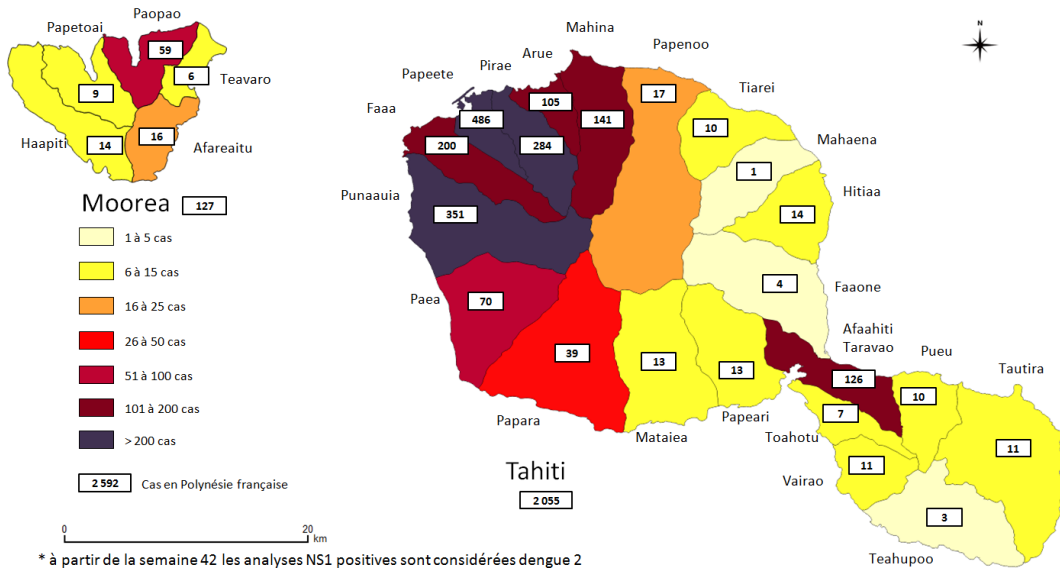 Paopao
Papetoai
59
6
Teavaro
9
Haapiti
14
16
Afareaitu
Moorea 127
1 à 5 cas
6 à 15 cas
16 à 25 cas
26 à 50 cas
51 à 100 cas
101 à 200 cas
> 200 cas
2 592 Cas en Polynésie française
0 20
km
Mahina
Arue
Papenoo
Pirae
Papeete
Faaa
N
Tiarei
Mahaena
Hitiaa
Punaauia
486
105
141
17
10
200
284
1
14
351
4
Faaone
Paea
70
39
13
13
Afaahiti
Taravao
Pueu
Tautira
126
10
7
11
11
3
Papara
Mataiea
Papeari
Toahotu
Vairao
Teahupoo
Tahiti
2 055
* à partir de la semaine 42 les analyses NS1 positives sont considérées dengue 2